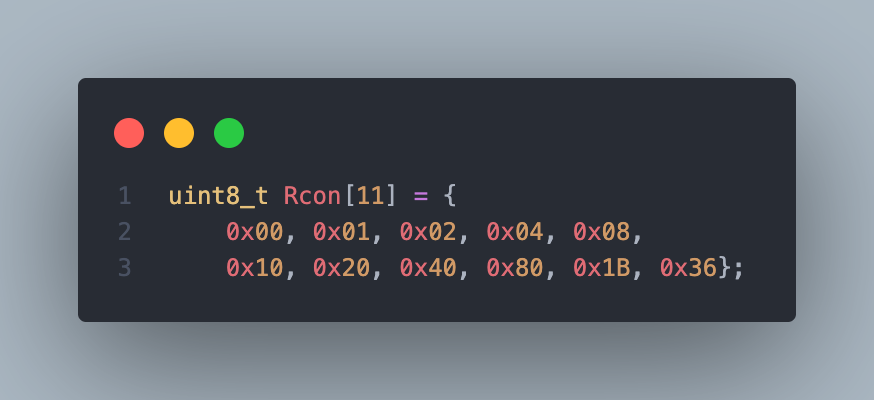 1 uint8_t Rcon[11] = {
2 0x00, 0x01, 0x02, 0x04, 0x08,
3 0x10, 0x20, 0x40, 0x80, 0x1B, 0x36};